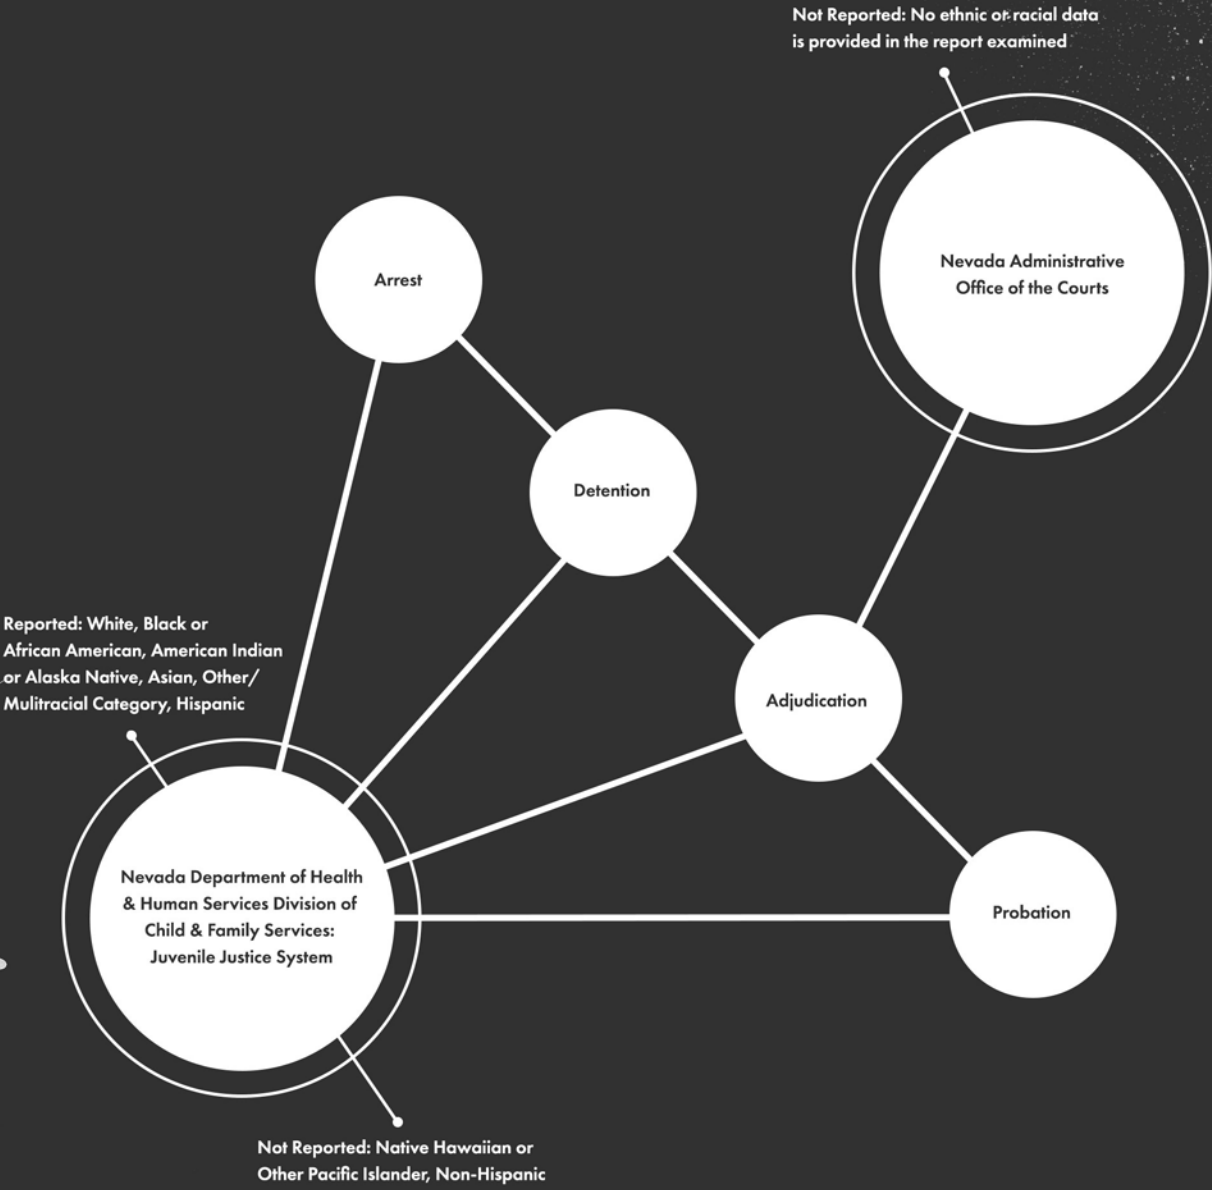 Not Reported: No ethnic or racial data
is provided in the report examined
Nevada Administrative
Office of the Courts
Arrest
Detention
Reported: White, Black or
African American, American Indian
or Alaska Native, Asian, Other/
Mulitracial Category, Hispanic
Adjudication
Nevada Department of Health
& Human Services Division of
Child & Family Services:
Juvenile Justice System
Probation
Not Reported: Native Hawaiian or
Other Pacific Islander, Non-Hispanic